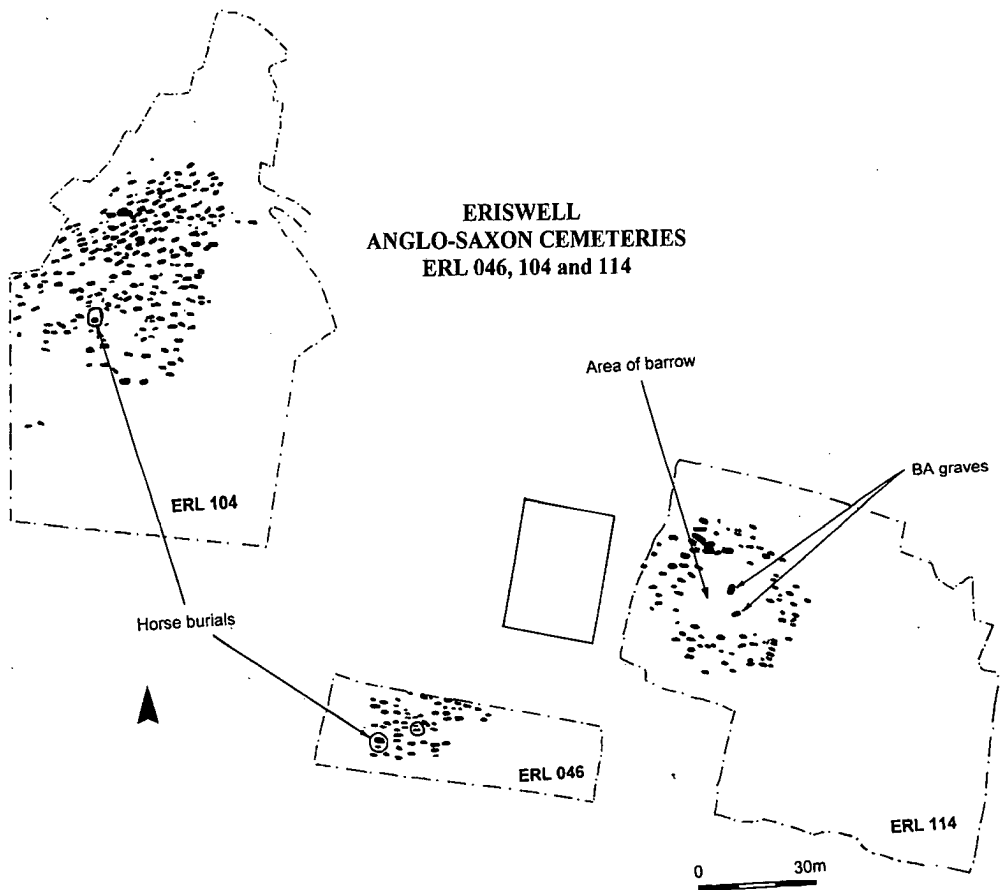 ERISWELL
ANGLO-SAXON CEMETERIES
ERL 046, 104 and 114
Area of barrow
BA graves
ERL 104
Horse burials
ERL 046
ERL 114
0 30m